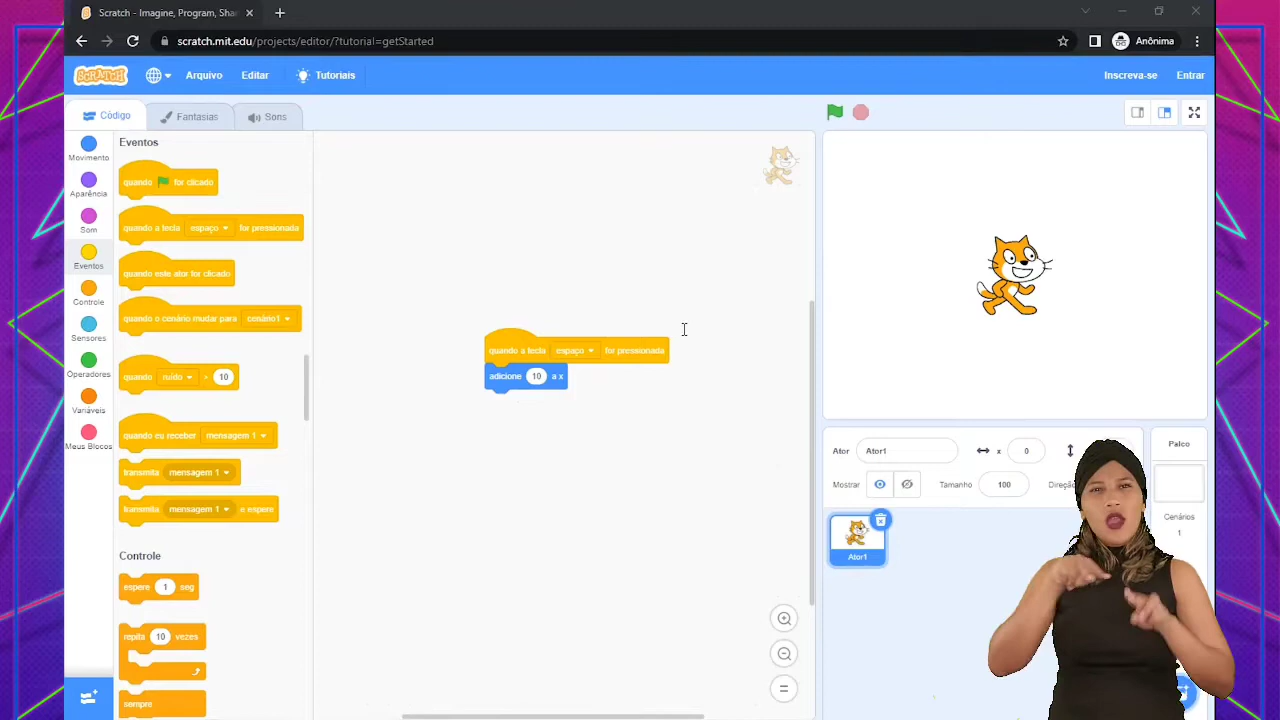 Scratch - Imagine, Program, Sha
scratch.mit.edu/projects/editor/?tutorial=getStarted
Anônima
SCRATCH
Arquivo
Editar
Tutoriais
Inscreva-se
Entrar
Código
Fantasias
Sons
Movimento
Aparência
Som
Eventos
Controle
Sensores
Operadores
Variáveis
Meus Blocos
Eventos
quando for clicado
quando a tecla espaço for pressionada
quando este ator for clicado
quando o cenário mudar para cenário1
quando ruído > 10
quando eu receber mensagem 1
transmita mensagem 1
transmita mensagem 1 e espere
Controle
espere 1 seg
repita 10 vezes
sempre
quando a tecla espaço for pressionada
adicione 10 a x
Ator Ator1 x 0
Mostrar Tamanho 100 Direção
Ator1
Palco
Cenários
1